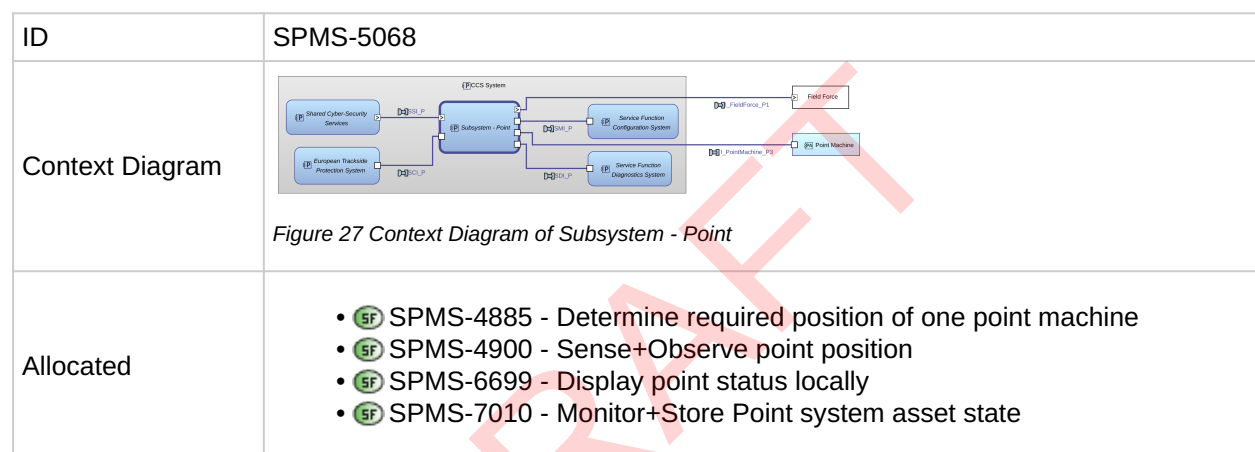 ID
SPMS-5068
Context Diagram
CCS System
Shared Cyber-Security
Services
SSI_P
Subsystem - Point
SMI_P
Service Function
Configuration System
I_FieldForce_P1
Field Force
European Trackside
Protection System
SCI_P
SDI_P
Service Function
Diagnostics System
I_PointMachine_P3
Point Machine
Figure 27 Context Diagram of Subsystem - Point
Allocated
• SF SPMS-4885 - Determine required position of one point machine
• SF SPMS-4900 - Sense+Observe point position
• SF SPMS-6699 - Display point status locally
• SF SPMS-7010 - Monitor+Store Point system asset state
RAFT